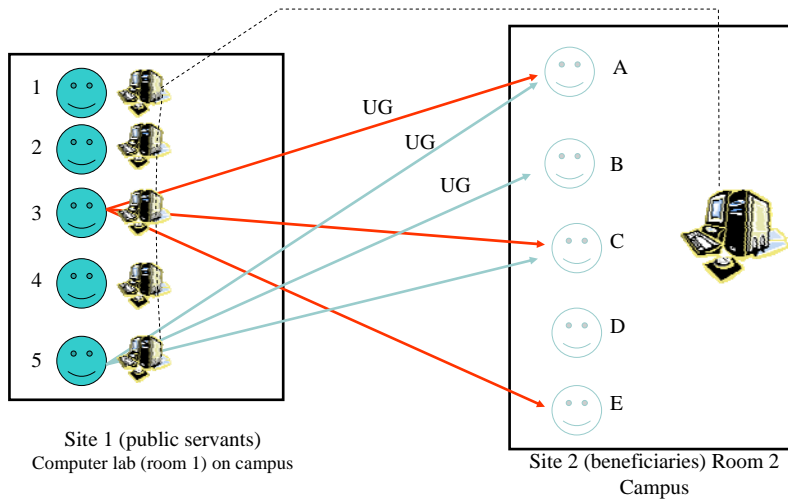 1
2
3
4
5
UG
UG
UG
A
B
C
D
E
Site 1 (public servants)
Computer lab (room 1) on campus
Site 2 (beneficiaries) Room 2
Campus